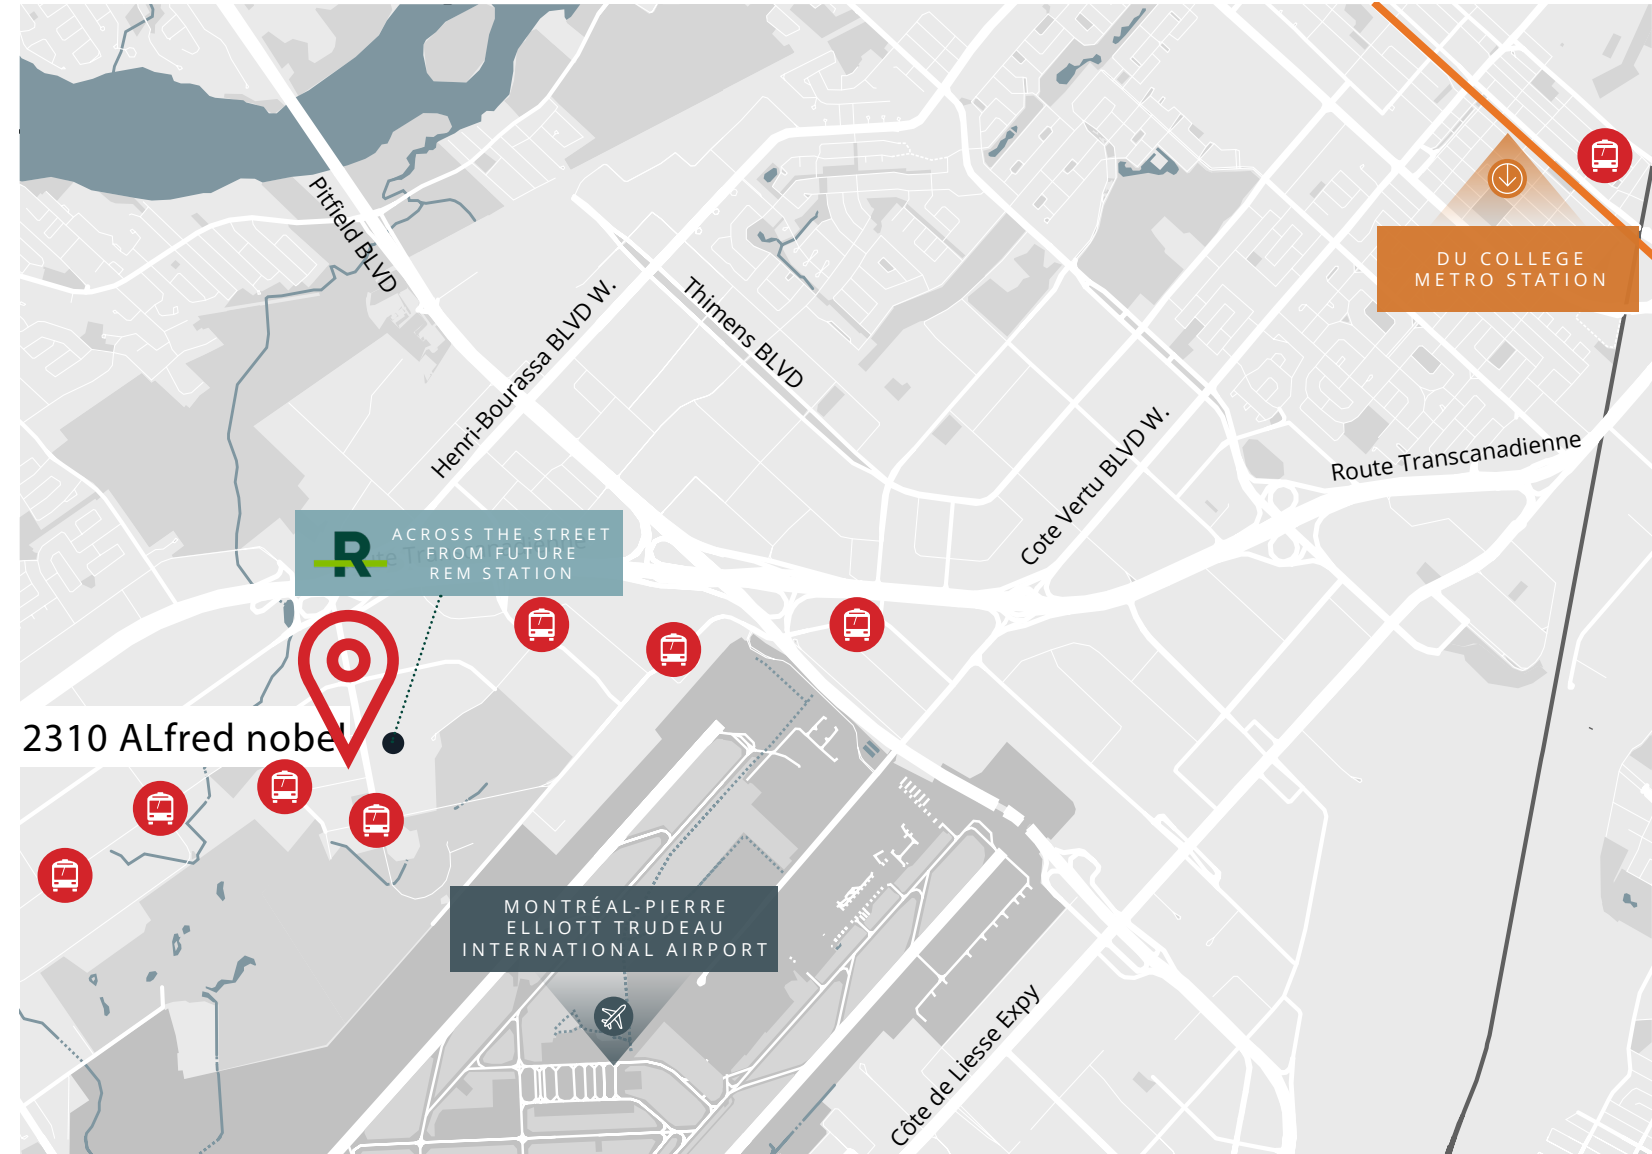 Pitfield BLVD
DU COLLEGE
METRO STATION
Henri-Bourassa BLVD W.
Thimens BLVD
Cote Vertu BLVD W.
Route Transcanadienne
R
ACROSS THE STREET
FROM FUTURE
REM STATION
2310 ALfred nobel
MONTRÉAL-PIERRE
ELLIOTT TRUDEAU
INTERNATIONAL AIRPORT
Côte de Liesse Expy